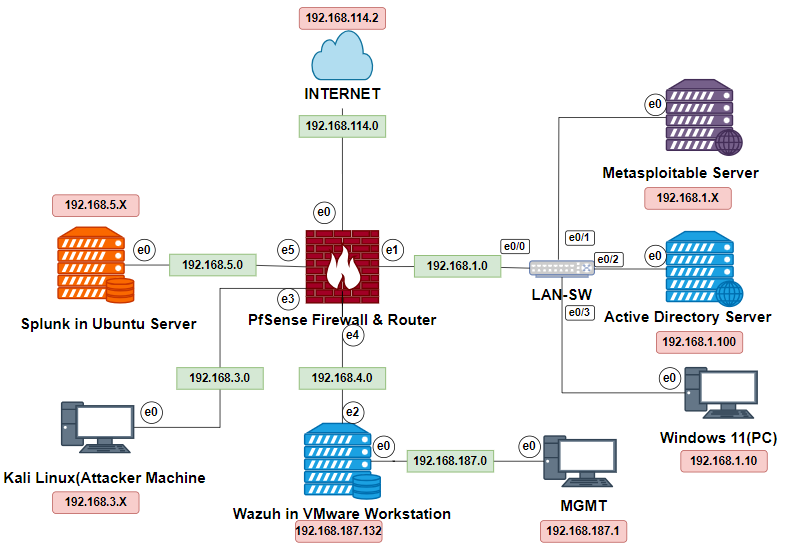 192.168.114.2
INTERNET
192.168.114.0
e0
Metasploitable Server
192.168.1.X
192.168.5.X
e0
e0
192.168.5.0
e5
e1
192.168.1.0
e0/0
e0/1
e0/2
e0
LAN-SW
e0/3
Splunk in Ubuntu Server
e3
PfSense Firewall & Router
e4
Active Directory Server
192.168.1.100
192.168.3.0
192.168.4.0
e0
e0
e2
Windows 11(PC)
192.168.1.10
e0
192.168.187.0
e0
Kali Linux(Attacker Machine
192.168.3.X
Wazuh in VMware Workstation
192.168.187.132
MGMT
192.168.187.1